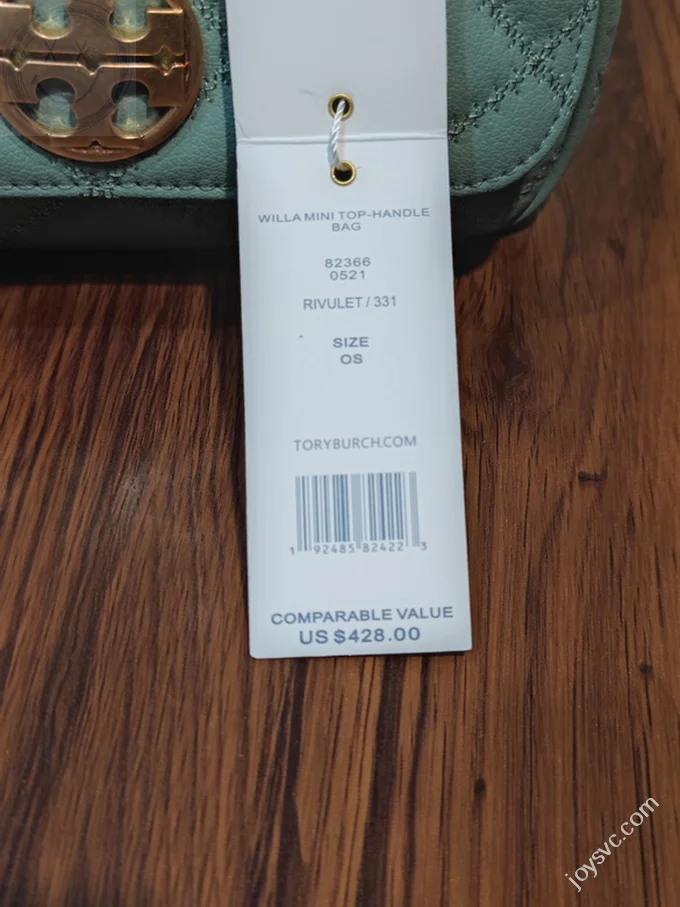 WILLA MINI TOP-HANDLE
BAG
82366
0521
RIVULET / 331
SIZE
OS
TORYBURCH.COM
1 92485 82422 3
COMPARABLE VALUE
US $428.00
joysvc.com